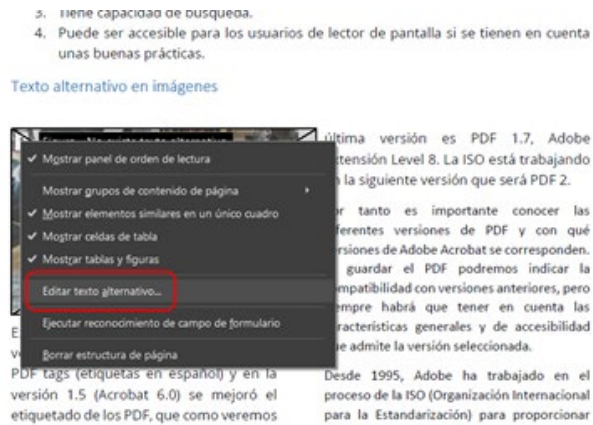 3. Tiene capacidad de búsqueda.
4. Puede ser accesible para los usuarios de lector de pantalla si se tienen en cuenta
unas buenas prácticas.
Texto alternativo en imágenes
Figura - No existe texto alternativo
Mostrar panel de orden de lectura
Mostrar grupos de contenido de página
Mostrar elementos similares en un único cuadro
Mostrar celdas de tabla
Mostrar tablas y figuras
Editar texto alternativo...
Ejecutar reconocimiento de campo de formulario
Borrar estructura de página
PDF tags (etiquetas en español) y en la
versión 1.5 (Acrobat 6.0) se mejoró el
etiquetado de los PDF, que como veremos
última versión es PDF 1.7, Adobe
xtensión Level 8. La ISO está trabajando
la siguiente versión que será PDF 2.
tanto es importante conocer las
ferentes versiones de PDF y con qué
rsiones de Adobe Acrobat se corresponden.
guardar el PDF podremos indicar la
mpatibilidad con versiones anteriores, pero
empre habrá que tener en cuenta las
racterísticas generales y de accesibilidad
ue admite la versión seleccionada.
Desde 1995, Adobe ha trabajado en el
proceso de la ISO (Organización Internacional
para la Estandarización) para proporcionar